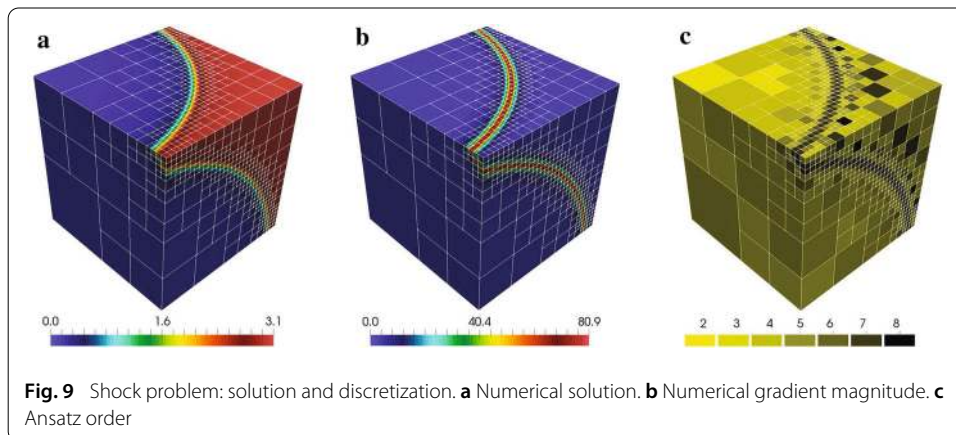 a
b
c
0.0 1.6 3.1
0.0 40.4 80.9
2 3 4 5 6 7 8
Fig. 9 Shock problem: solution and discretization. a Numerical solution. b Numerical gradient magnitude. c
Ansatz order